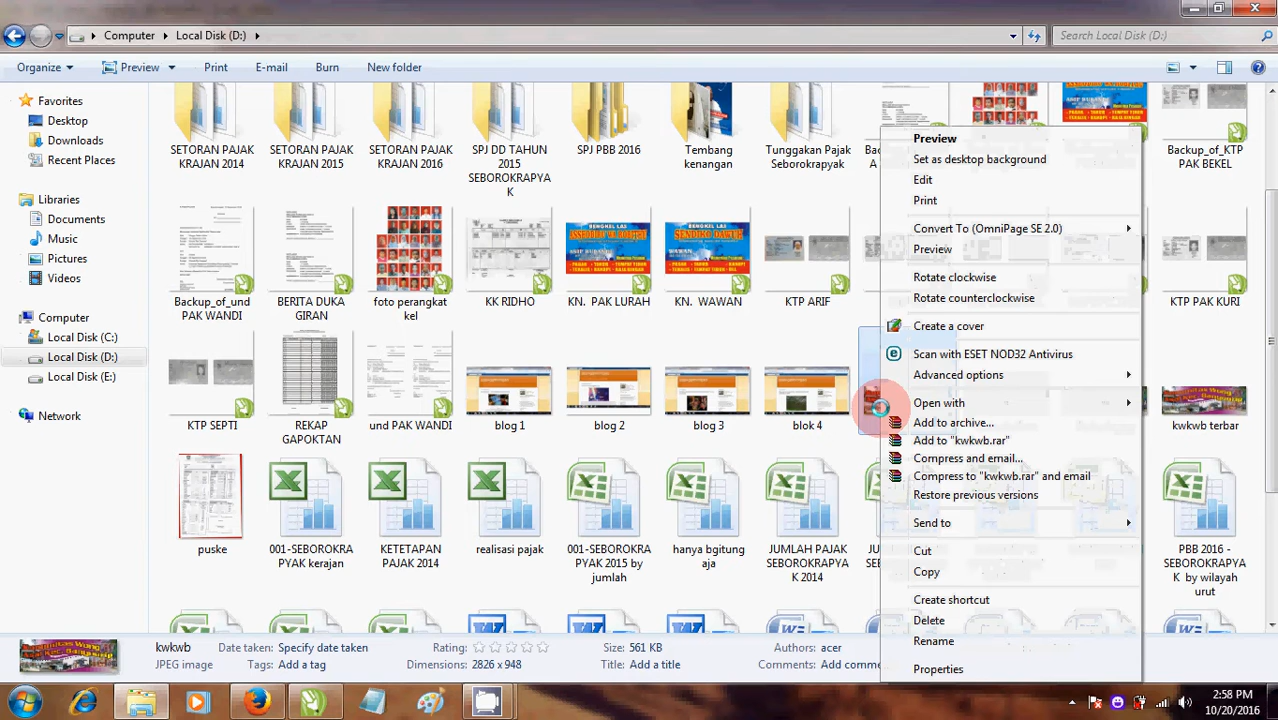 Computer
Local Disk (D:)
Search Local Disk (D:)
Organize
Preview
Print
E-mail
Burn
New folder
Favorites
Desktop
Downloads
Recent Places
Libraries
Documents
Music
Pictures
Videos
Computer
Local Disk (C:)
Local Disk (D:)
Local Disk (E:)
Network
SETORAN PAJAK
KRAJAN 2014
SETORAN PAJAK
KRAJAN 2015
SETORAN PAJAK
KRAJAN 2016
SPJ DD TAHUN
2015
SEBOROKRAPYA
K
SPJ PBB 2016
Tembang
kenangan
Tunggakan Pajak
Seborokrapyak
Back
A
Backup_of_KTP
PAK BEKEL
Backup_of_und
PAK WANDI
BERITA DUKA
GIRAN
foto perangkat
kel
KK RIDHO
KN. PAK LURAH
KN. WAWAN
KTP ARIF
KTP PAK KURI
KTP SEPTI
REKAP
GAPOKTAN
und PAK WANDI
blog 1
blog 2
blog 3
blok 4
kwkwb terbar
puske
001-SEBOROKRA
PYAK kerajan
KETETAPAN
PAJAK 2014
realisasi pajak
001-SEBOROKRA
PYAK 2015 by
jumlah
hanya bgitung
aja
JUMLAH PAJAK
SEBOROKRAPYA
K 2014
JU
SEB
PBB 2016 -
SEBOROKRAPYA
K by wilayah
urut
Preview
Set as desktop background
Edit
Print
Convert To (OmniPage SE 2.0)
Preview
Rotate clockwise
Rotate counterclockwise
Create a cover
Scan with ESET NOD32 Antivirus
Advanced options
Open with
Add to archive...
Add to "kwkwb.rar"
Compress and email...
Compress to "kwkwb.rar" and email
Restore previous versions
Send to
Cut
Copy
Create shortcut
Delete
Rename
Properties
kwkwb
JPEG image
Date taken: Specify date taken
Tags: Add a tag
Rating:
Dimensions: 2826 x 948
Size: 561 KB
Title: Add a title
Authors: acer
Comments: Add comme
2:58 PM
10/20/2016